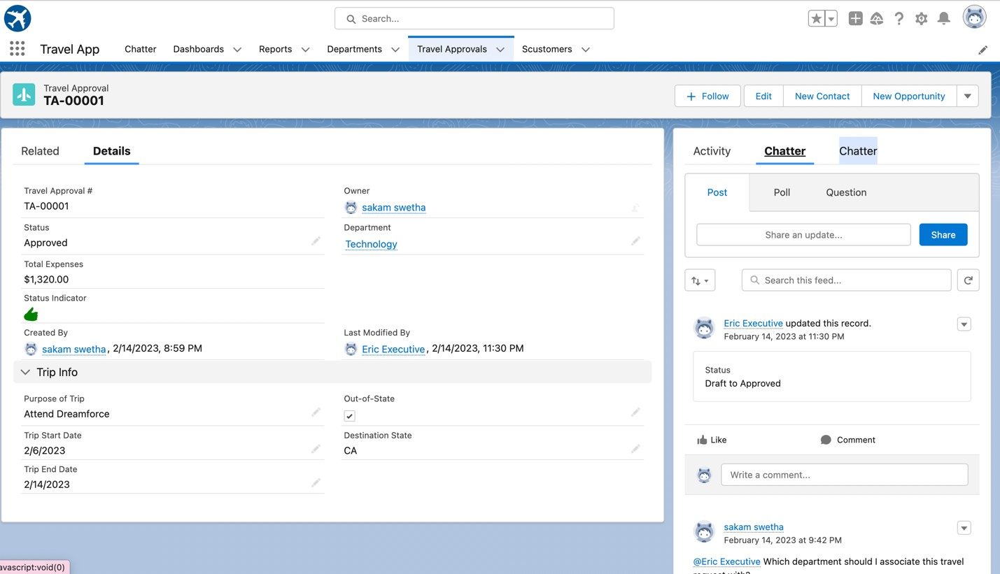 Search...
Travel App
Chatter
Dashboards
Reports
Departments
Travel Approvals
Scustomers
Travel Approval
TA-00001
+ Follow
Edit
New Contact
New Opportunity
Related
Details
Travel Approval #
TA-00001
Owner
sakam swetha
Status
Approved
Department
Technology
Total Expenses
$1,320.00
Status Indicator
Created By
sakam swetha, 2/14/2023, 8:59 PM
Last Modified By
Eric Executive, 2/14/2023, 11:30 PM
Trip Info
Purpose of Trip
Attend Dreamforce
Out-of-State
Trip Start Date
2/6/2023
Destination State
CA
Trip End Date
2/14/2023
Activity
Chatter
Chatter
Post
Poll
Question
Share an update...
Share
Search this feed...
Eric Executive updated this record.
February 14, 2023 at 11:30 PM
Status
Draft to Approved
Like
Comment
Write a comment...
sakam swetha
February 14, 2023 at 9:42 PM
@Eric Executive Which department should I associate this travel
request with?
avascript:void(0)